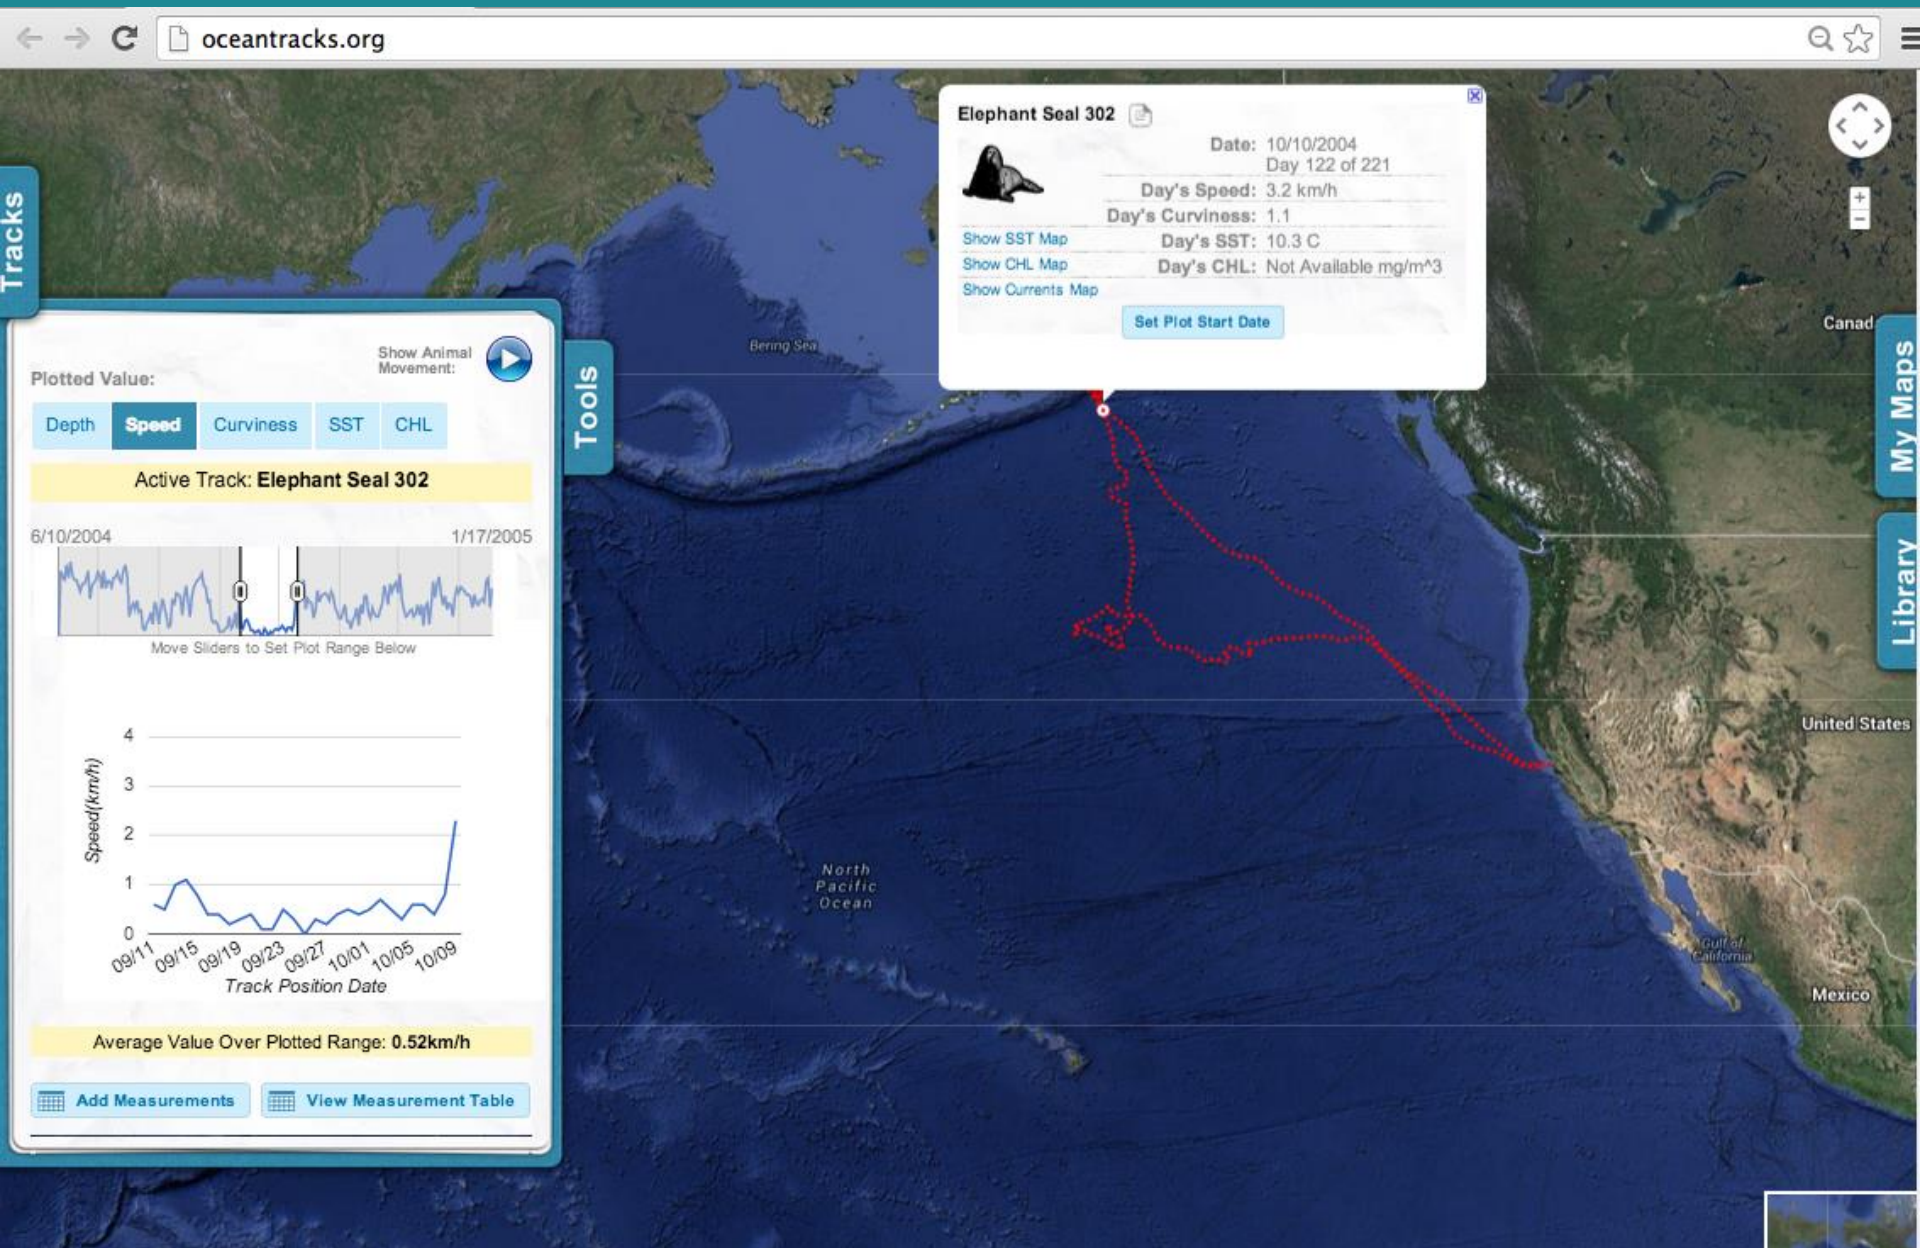 oceantracks.org
Tracks
Elephant Seal 302
Date: 10/10/2004
Day 122 of 221
Day's Speed: 3.2 km/h
Day's Curviness: 1.1
Show SST Map
Day's SST: 10.3 C
Show CHL Map
Day's CHL: Not Available mg/m^3
Show Currents Map
Set Plot Start Date
Canad
Bering Sea
My Maps
Library
Tools
Show Animal
Movement:
Plotted Value:
Depth
Speed
Curviness
SST
CHL
Active Track: Elephant Seal 302
6/10/2004
1/17/2005
Move Sliders to Set Plot Range Below
4
3
2
1
0
Speed(km/h)
09/11
09/15
09/19
09/23
09/27
10/01
10/05
10/09
Track Position Date
Average Value Over Plotted Range: 0.52km/h
Add Measurements
View Measurement Table
United States
North
Pacific
Ocean
Gulf of
California
Mexico